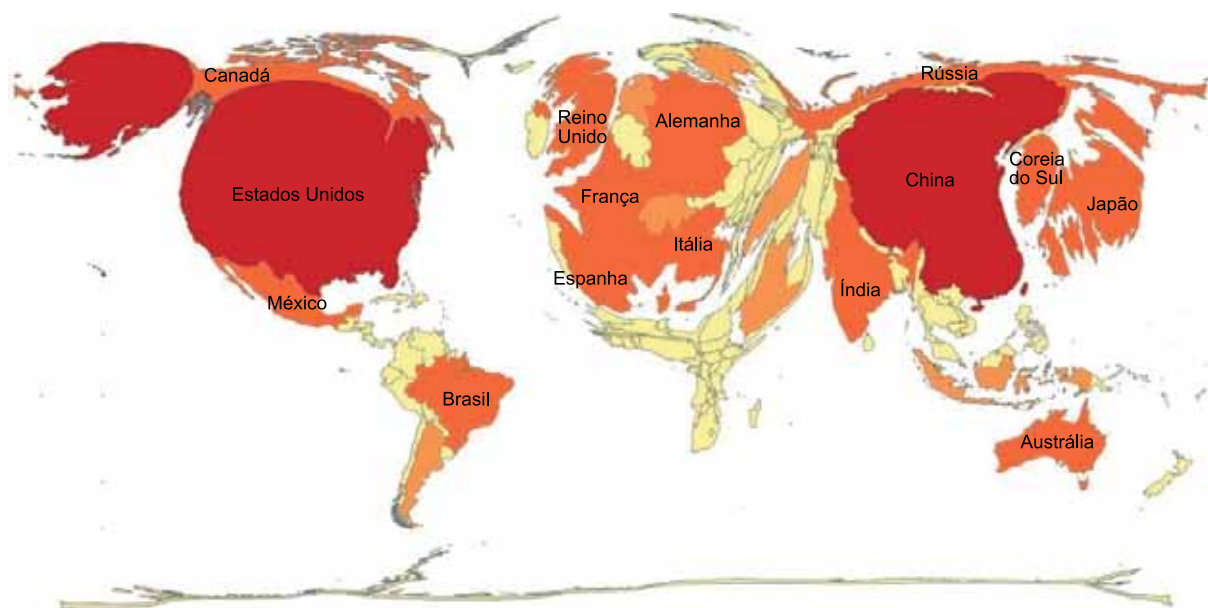 Canadá
Rússia
Reino
Unido
Alemanha
Estados Unidos
China
Coreia
do Sul
França
Japão
Itália
Espanha
Índia
México
Brasil
Austrália